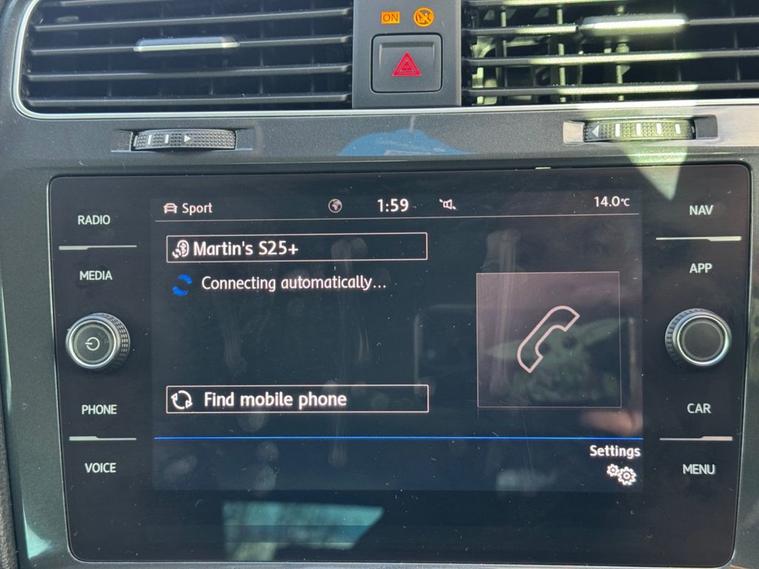 ON
Sport
1:59
14.0°C
RADIO
NAV
Martin's S25+
MEDIA
APP
Connecting automatically...
PHONE
Find mobile phone
CAR
VOICE
Settings
MENU